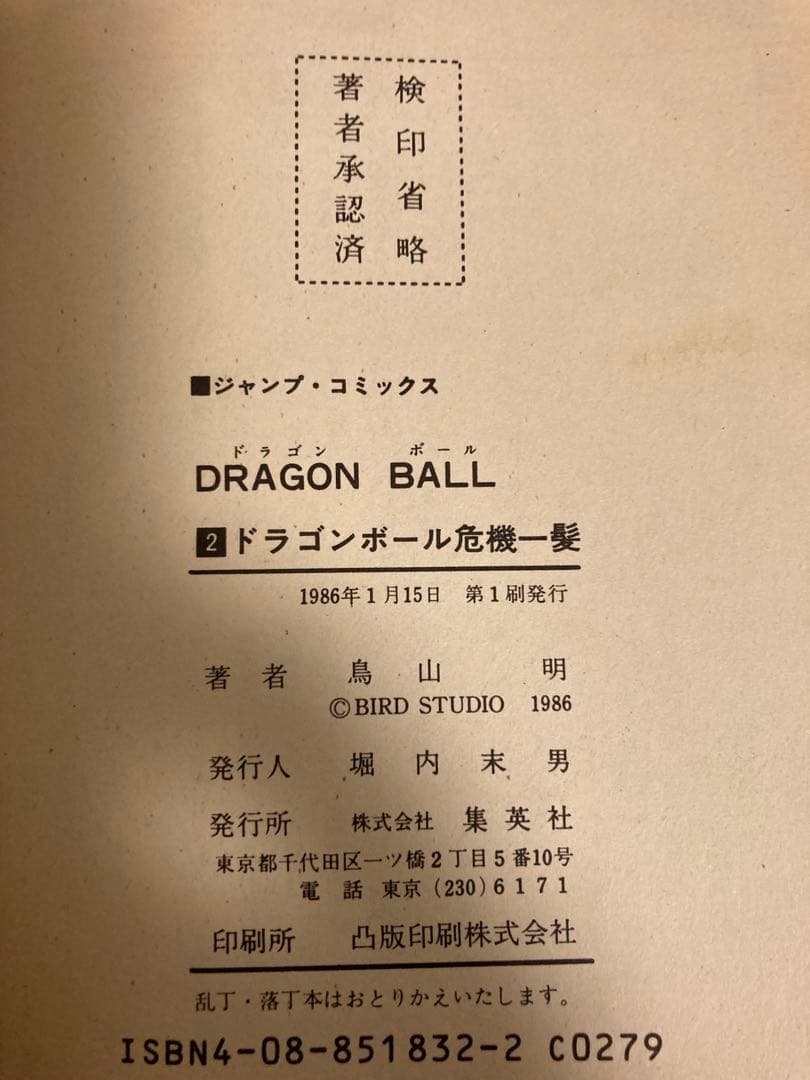 検印省略
著者承認済
■ジャンプ・コミックス
ドラゴン ボール
DRAGON BALL
2 ドラゴンボール危機一髪
1986年1月15日 第1刷発行
著者 鳥山 明
©BIRD STUDIO 1986
発行人 堀内末男
発行所 株式会社 集英社
東京都千代田区一ツ橋2丁目5番10号
電話 東京(230)6171
印刷所 凸版印刷株式会社
乱丁・落丁本はおとりかえいたします。
ISBN4-08-851832-2 C0279